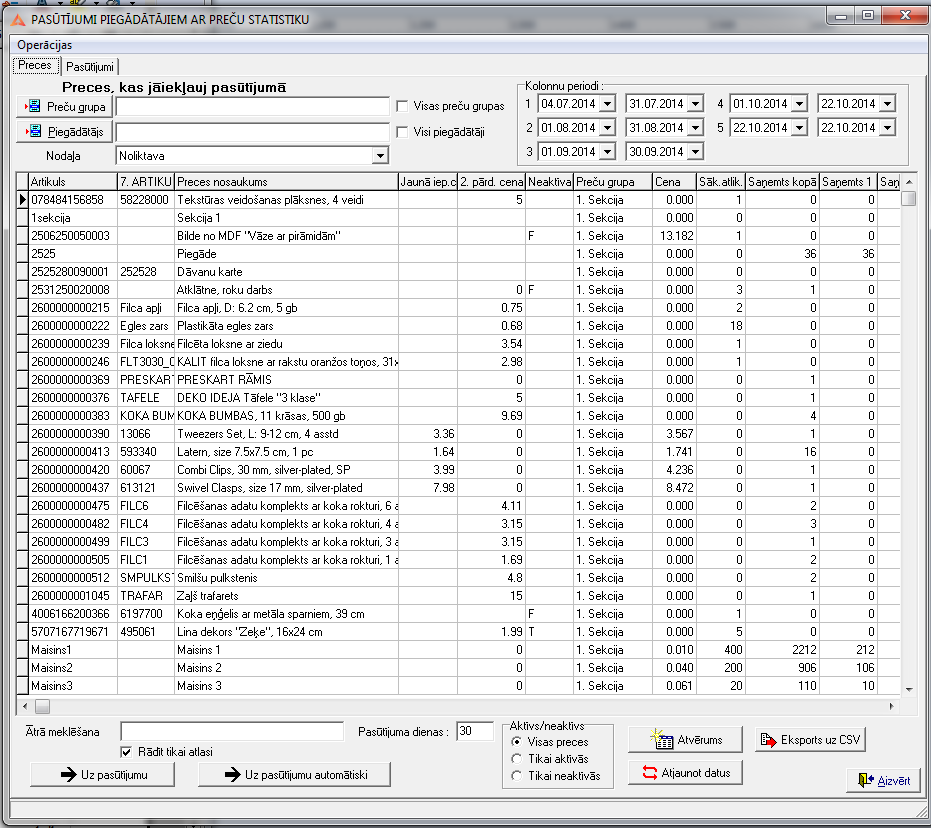 PASŪTĪJUMI PIEGĀDĀTĀJIEM AR PREČU STATISTIKU
Operācijas
Preces Pasūtījumi
Preces, kas jāiekļauj pasūtījumā
Preču grupa
Visas preču grupas
Piegādātājs
Visi piegādātāji
Nodaļa Noliktava
Kolonnu periodi :
1 04.07.2014 31.07.2014 4 01.10.2014 22.10.2014
2 01.08.2014 31.08.2014 5 22.10.2014 22.10.2014
3 01.09.2014 30.09.2014
Artikuls 7. ARTIKU Preces nosaukums Jaunā iep.c 2. pārd. cena Neaktīva Preču grupa Cena Sāk.atlik. Saņemts kopā Saņemts 1 Saņ
078484156858 58228000 Tekstūras veidošanas plāksnes, 4 veidi 5 1. Sekcija 0.000 1 0 0
1sekcija Sekcija 1 1. Sekcija 0.000 0 0 0
2506250050003 Bilde no MDF "Vāze ar pirāmidām" F 1. Sekcija 13.182 1 0 0
2525 Piegāde 1. Sekcija 0.000 0 36 36
2525280090001 252528 Dāvanu karte 1. Sekcija 0.000 0 0 0
2531250020008 Atklātne, roku darbs 0 F 1. Sekcija 0.000 3 1 0
2600000000215 Filca apļi Filca apļi, D: 6.2 cm, 5 gb 0.75 1. Sekcija 0.000 2 0 0
2600000000222 Egles zars Plastikāta egles zars 0.68 1. Sekcija 0.000 18 0 0
2600000000239 Filca loksne Filcēta loksne ar ziedu 3.54 1. Sekcija 0.000 1 0 0
2600000000246 FLT3030_0 KALIT filca loksne ar rakstu oranžos toņos, 31x 2.98 1. Sekcija 0.000 1 0 0
2600000000369 PRESKART PRESKART RĀMIS 0 1. Sekcija 0.000 0 1 0
2600000000376 TAFELE DEKO IDEJA Tāfele "3 klase" 5 1. Sekcija 0.000 0 1 0
2600000000383 KOKA BUM KOKA BUMBAS, 11 krāsas, 500 gb 9.69 1. Sekcija 0.000 0 4 0
2600000000390 13066 Tweezers Set, L: 9-12 cm, 4 asstd 3.36 0 1. Sekcija 3.567 0 1 0
2600000000413 593340 Latern, size 7.5x7.5 cm, 1 pc 1.64 0 1. Sekcija 1.741 0 16 0
2600000000420 60067 Combi Clips, 30 mm, silver-plated, SP 3.99 0 1. Sekcija 4.236 0 1 0
2600000000437 613121 Swivel Clasps, size 17 mm, silver-plated 7.98 0 1. Sekcija 8.472 0 1 0
2600000000475 FILC6 Filcēšanas adatu komplekts ar koka rokturi, 6 a 4.11 1. Sekcija 0.000 0 2 0
2600000000482 FILC4 Filcēšanas adatu komplekts ar koka rokturi, 4 a 3.15 1. Sekcija 0.000 0 3 0
2600000000499 FILC3 Filcēšanas adatu komplekts ar koka rokturi, 3 a 3.15 1. Sekcija 0.000 0 1 0
2600000000505 FILC1 Filcēšanas adatu komplekts ar koka rokturi, 1 a 1.69 1. Sekcija 0.000 0 2 0
2600000000512 SMPULKS Smilšu pulkstenis 4.8 1. Sekcija 0.000 0 2 0
2600000001045 TRAFAR Zaļš trafarets 15 1. Sekcija 0.000 0 1 0
4006166200366 6197700 Koka eņģelis ar metāla sparniem, 39 cm F 1. Sekcija 0.000 1 0 0
5707167719671 495061 Lina dekors "Zeķe", 16x24 cm 1.99 T 1. Sekcija 0.000 5 0 0
Maisins1 Maisins 1 0 1. Sekcija 0.010 400 2212 212
Maisins2 Maisins 2 0 1. Sekcija 0.040 200 906 106
Maisins3 Maisins 3 0 1. Sekcija 0.061 20 110 10
Ātrā meklēšana
Pasūtījuma dienas : 30
Rādīt tikai atlasi
Uz pasūtījumu Uz pasūtījumu automātiski
Aktīvs/neaktīvs
Visas preces
Tikai aktīvās
Tikai neaktīvās
Atvērums Eksports uz CSV
Atjaunot datus
Aizvērt